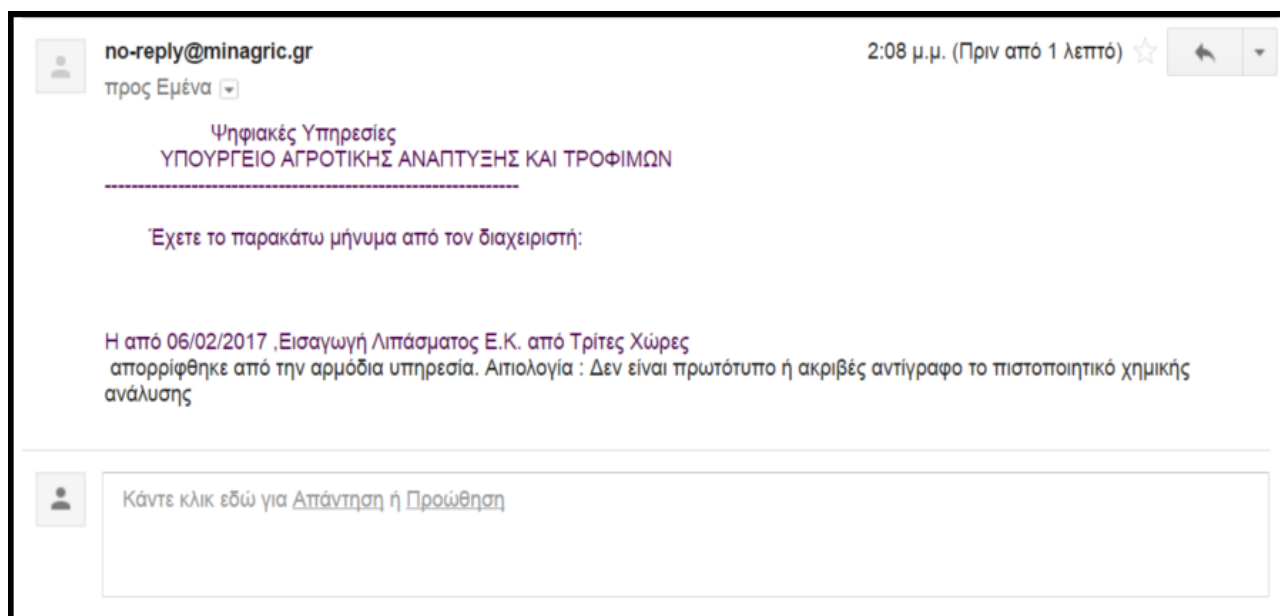 no-reply@minagric.gr 2:08 μ.μ. (Πριν από 1 λεπτό)
προς Εμένα
Ψηφιακές Υπηρεσίες
ΥΠΟΥΡΓΕΙΟ ΑΓΡΟΤΙΚΗΣ ΑΝΑΠΤΥΞΗΣ ΚΑΙ ΤΡΟΦΙΜΩΝ
---------------------------------------------------------------
Έχετε το παρακάτω μήνυμα από τον διαχειριστή:
Η από 06/02/2017 ,Εισαγωγή Λιπάσματος Ε.Κ. από Τρίτες Χώρες
απορρίφθηκε από την αρμόδια υπηρεσία. Αιτιολογία : Δεν είναι πρωτότυπο ή ακριβές αντίγραφο το πιστοποιητικό χημικής
ανάλυσης
Κάντε κλικ εδώ για Απάντηση ή Προώθηση